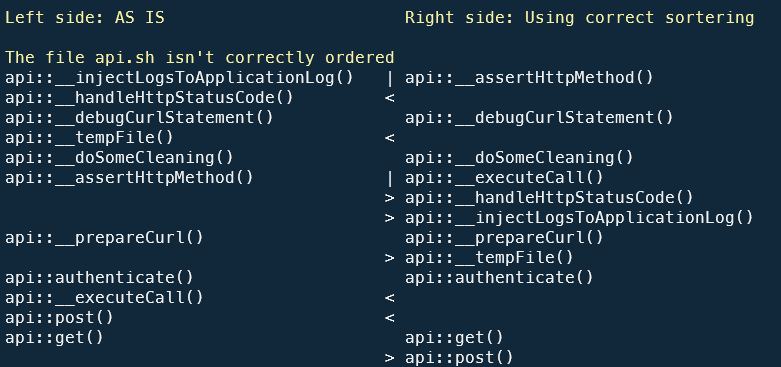 Left side: AS IS                        Right side: Using correct sortering

The file api.sh isn't correctly ordered
api::__injectLogsToApplicationLog()   | api::__assertHttpMethod()
api::__handleHttpStatusCode()         <
api::__debugCurlStatement()             api::__debugCurlStatement()
api::__tempFile()                     <
api::__doSomeCleaning()                 api::__doSomeCleaning()
api::__assertHttpMethod()             | api::__executeCall()
                                      > api::__handleHttpStatusCode()
                                      > api::__injectLogsToApplicationLog()
api::__prepareCurl()                    api::__prepareCurl()
                                      > api::__tempFile()
api::authenticate()                     api::authenticate()
api::__executeCall()                  <
api::post()                           <
api::get()                              api::get()
                                      > api::post()